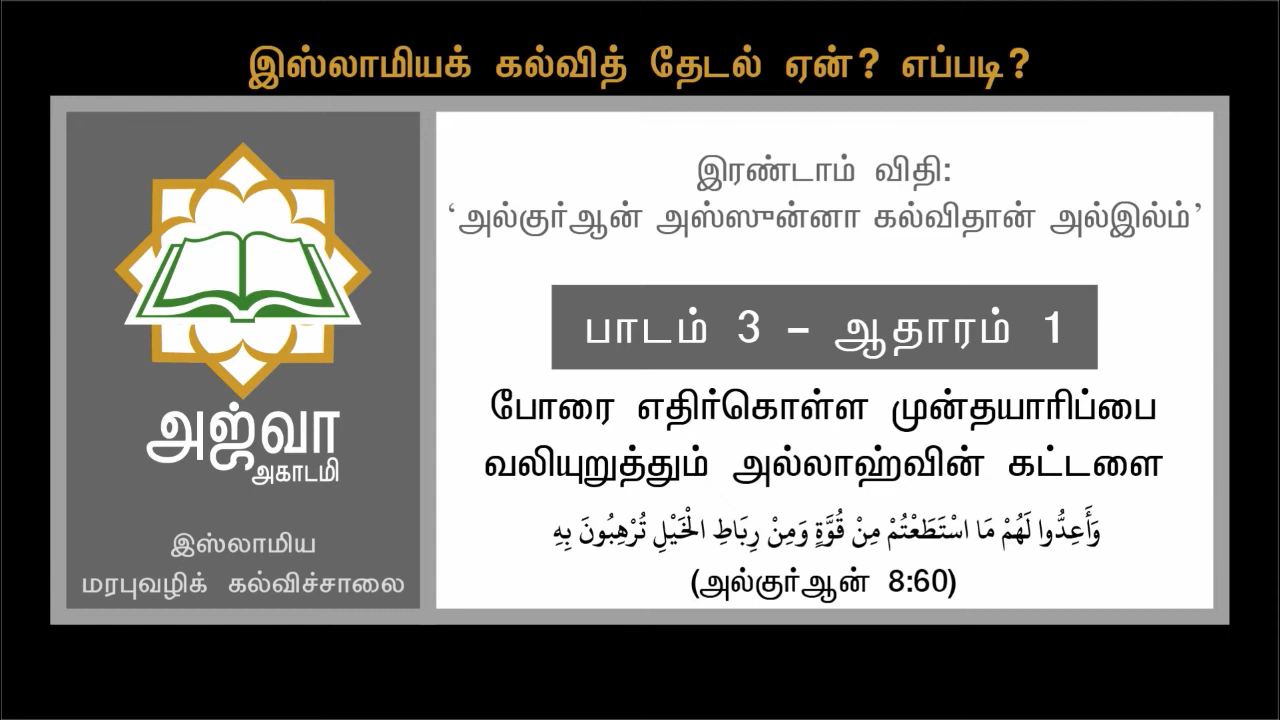 இஸ்லாமியக் கல்வித் தேடல் ஏன்? எப்படி?
அஜ்வா
அகாடமி
இஸ்லாமிய
மரபுவழிக் கல்விச்சாலை
இரண்டாம் விதி:
‘அல்குர்ஆன் அஸ்ஸுன்னா கல்விதான் அல்இல்ம்’
பாடம் 3 – ஆதாரம் 1
போரை எதிர்கொள்ள முன்தயாரிப்பை
வலியுறுத்தும் அல்லாஹ்வின் கட்டளை
وَأَعِدُّوا لَهُمْ مَا اسْتَطَعْتُمْ مِنْ قُوَّةٍ وَمِنْ رِبَاطِ الْخَيْلِ تُرْهِبُونَ بِهِ
(அல்குர்ஆன் 8:60)